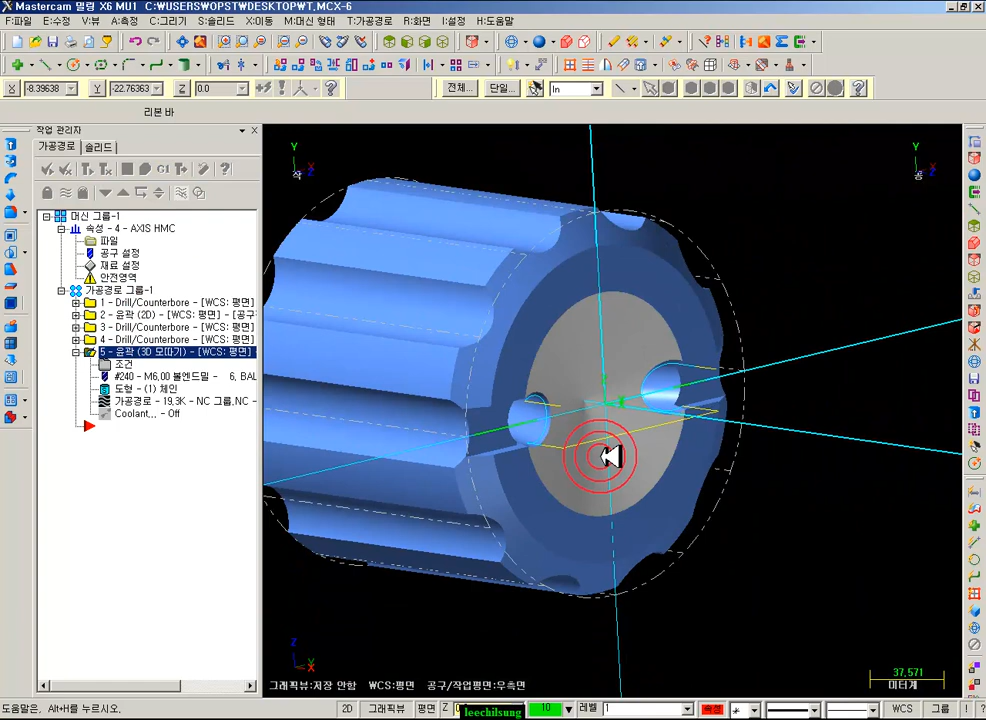 Mastercam 밀링 X6 MU1 C:₩USERS₩OPST₩DESKTOP₩WT,MCX-6
F:파일 E:수정 V:뷰 A:측정 C:그리기 S:솔리드 X:이동 M:머신 형태 T:가공경로 R:화면 I:설정 H:도움말
X -8.39638 Y -22.76363 Z 0.0 전체... 단일... In
리본 바
작업 관리자
가공경로 솔리드
머신 그룹-1
속성 - 4 - AXIS HMC
파일
공구 설정
재료 설정
안전영역
가공경로 그룹-1
1 - Drill/Counterbore - [WCS: 평면]
2 - 윤곽 (2D) - [WCS: 평면] - [공구
3 - Drill/Counterbore - [WCS: 평면]
4 - Drill/Counterbore - [WCS: 평면]
5 - 윤곽 (3D 모따기) - [WCS: 평면]
조건
#240 - M6,00 볼엔드밀 - 6, BAL
도형 - (1) 체인
가공경로 - 19,3K - NC 그룹,NC
Coolant... - Off
Y
X
Z
작
Y
X
Z
공
Z
X
Y
그래픽뷰:저장 안함 WCS:평면 공구/작업평면:우측면
37,571
미터계
도움말은, Alt+H를 누르시오. 2D 그래픽뷰 평면 Z 10 레벨 1 속성 WCS 그룹 ! ?
leechilsung